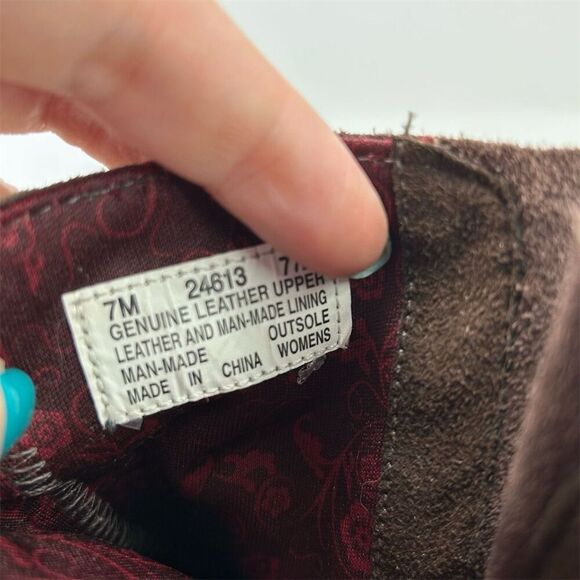 7M 24613
GENUINE LEATHER UPPER
LEATHER AND MAN-MADE LINING
MAN-MADE OUTSOLE
MADE IN CHINA WOMENS